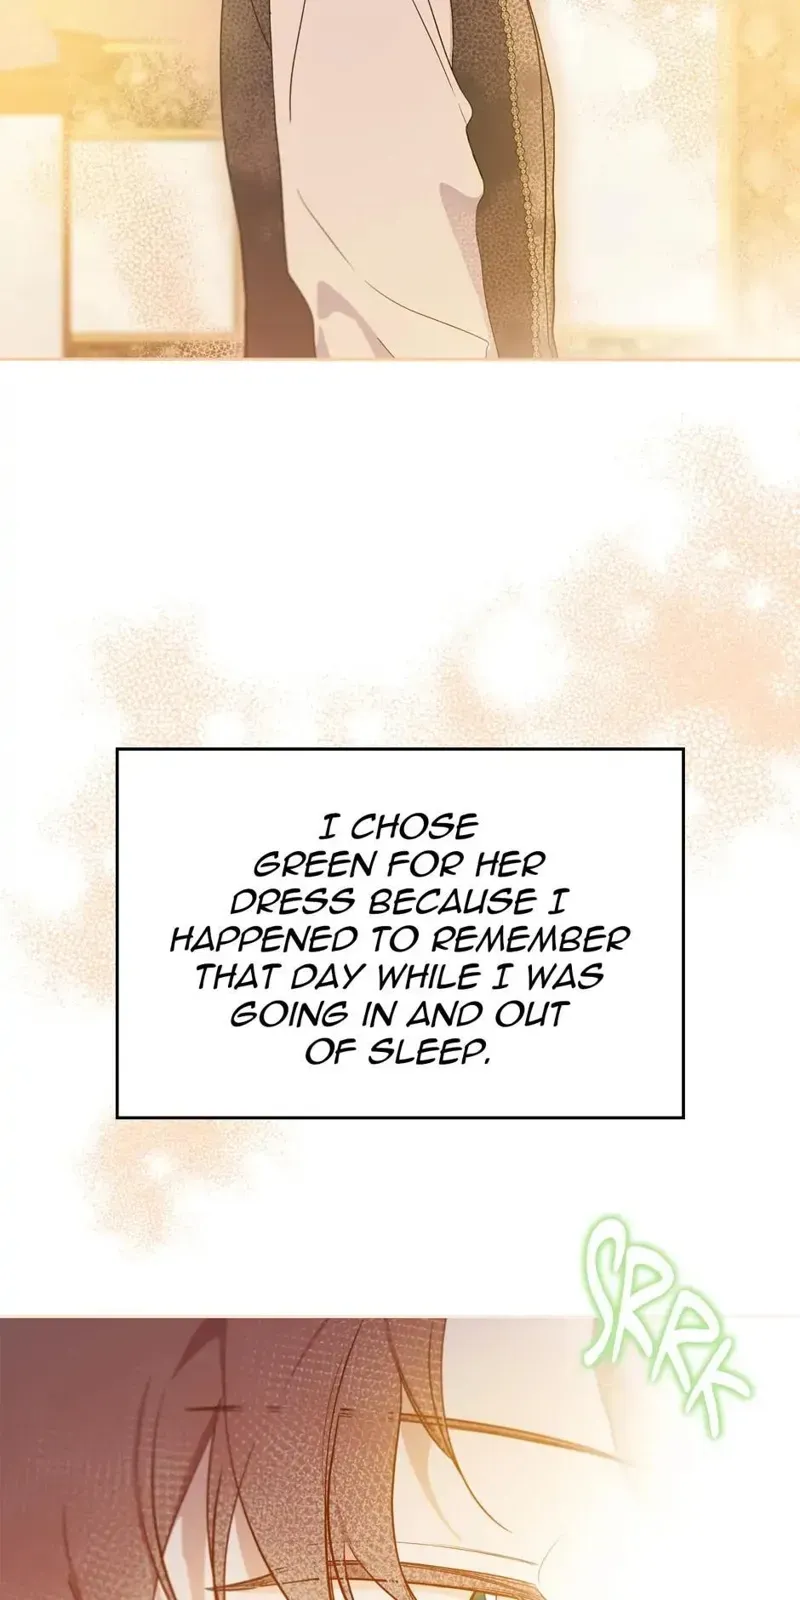 I CHOSE
GREEN FOR HER
DRESS BECAUSE I
HAPPENED TO REMEMBER
THAT DAY WHILE I WAS
GOING IN AND OUT
OF SLEEP.
SRRK